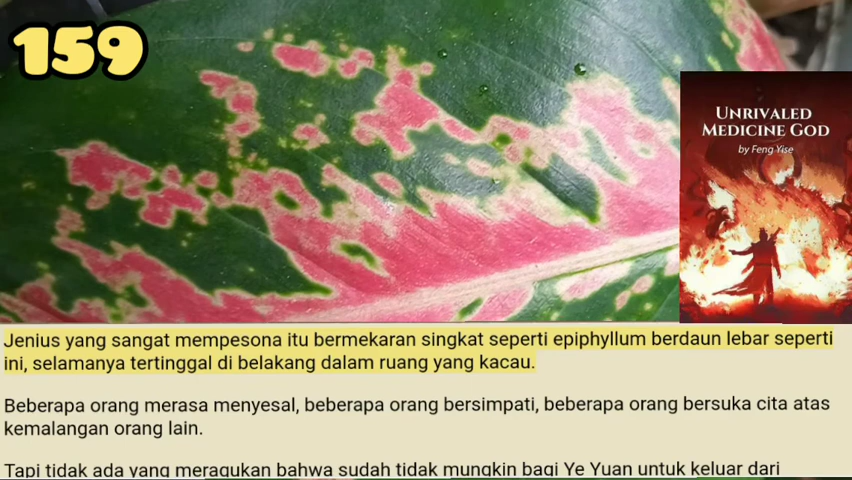 159
UNRIVALED
MEDICINE GOD
by Feng Yise
Jenius yang sangat mempesona itu bermekaran singkat seperti epiphyllum berdaun lebar seperti
ini, selamanya tertinggal di belakang dalam ruang yang kacau.
Beberapa orang merasa menyesal, beberapa orang bersimpati, beberapa orang bersuka cita atas
kemalangan orang lain.
Tapi tidak ada yang meragukan bahwa sudah tidak mungkin bagi Ye Yuan untuk keluar dari